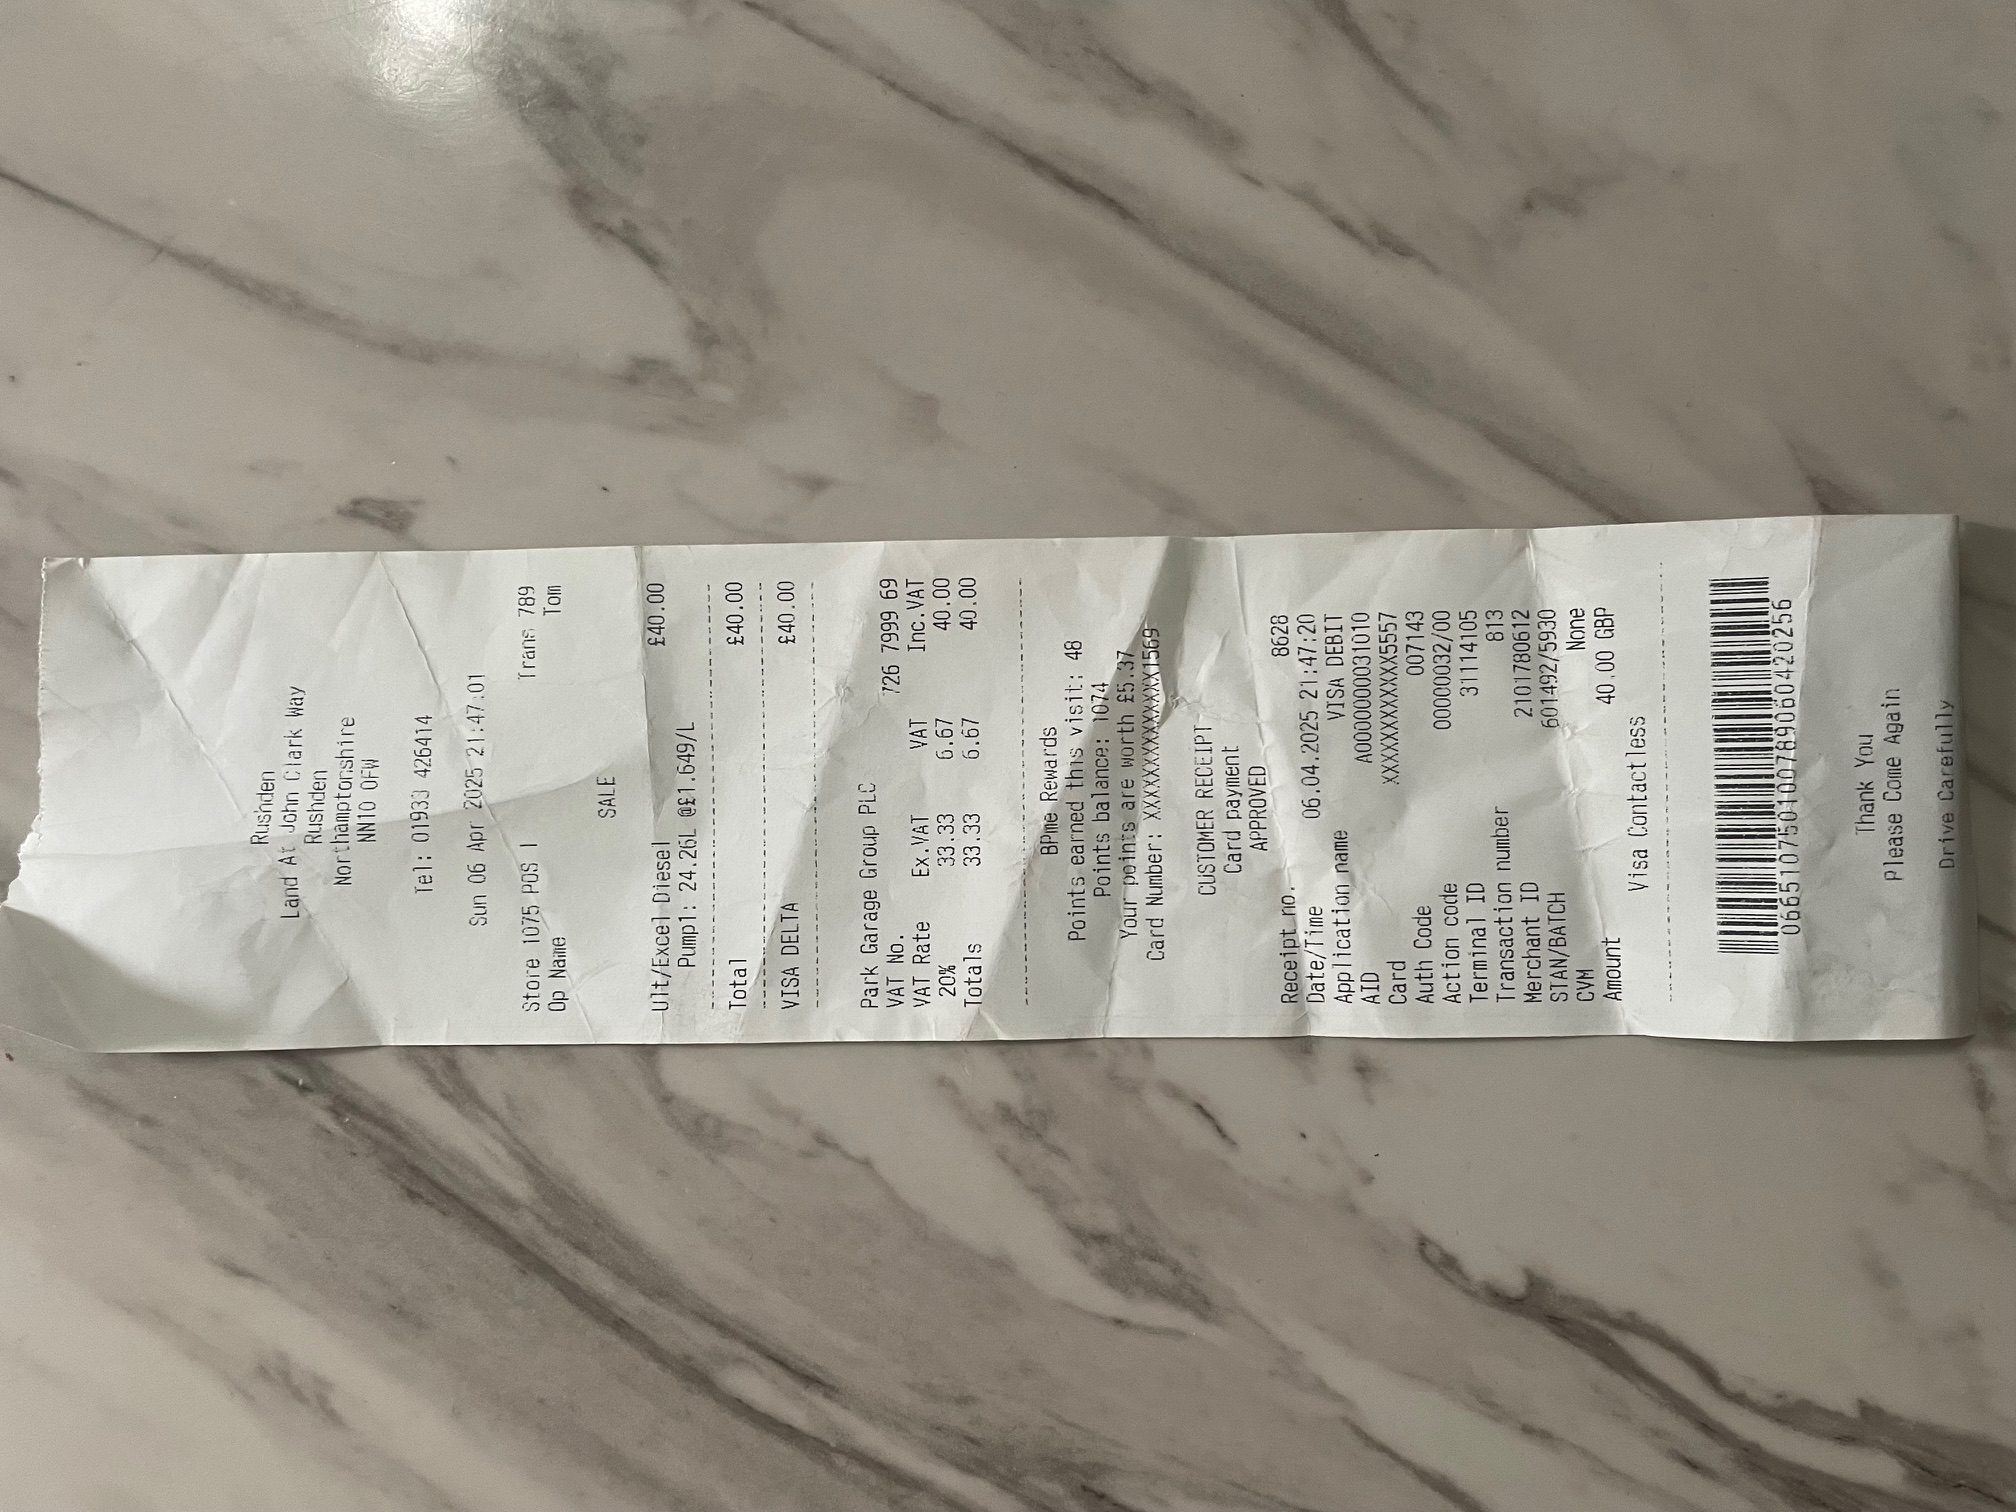 Rushden
Land At John Clark Way
Rushden
Northamptonshire
NN10 0FW
Tel: 01933 426414
Sun 06 Apr 2025 21:47:01
Store 1075 POS 1 Trans 789
Op Name Tom
SALE
Ult/Excel Diesel £40.00
Pump1: 24.26L @£1.649/L
Total £40.00
VISA DELTA £40.00
Park Garage Group PLC
VAT No. 726 7999 69
VAT Rate Ex.VAT VAT Inc.VAT
20% 33.33 6.67 40.00
Totals 33.33 6.67 40.00
BPme Rewards
Points earned this visit: 48
Points balance: 1074
Your points are worth £5.37
Card Number: XXXXXXXXXXXXXX1569
CUSTOMER RECEIPT
Card payment
APPROVED
Receipt no. 8628
Date/Time 06.04.2025 21:47:20
Application name VISA DEBIT
AID A0000000031010
Card XXXXXXXXXXXX5557
Auth Code 007143
Action code 00000032/00
Terminal ID 31114105
Transaction number 813
Merchant ID 2101780612
STAN/BATCH 601492/5930
CVM None
Amount 40.00 GBP
Visa Contactless
066510750100789060420256
Thank You
Please Come Again
Drive Carefully